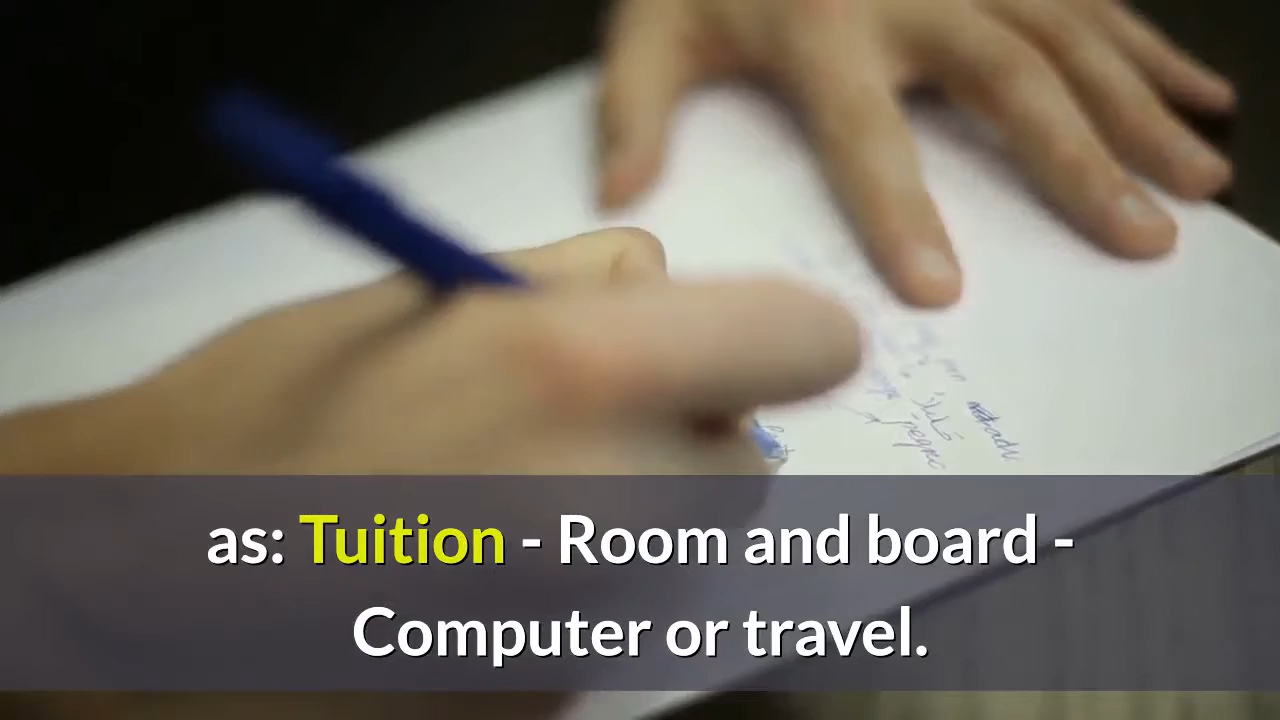 as: Tuition - Room and board -
Computer or travel.